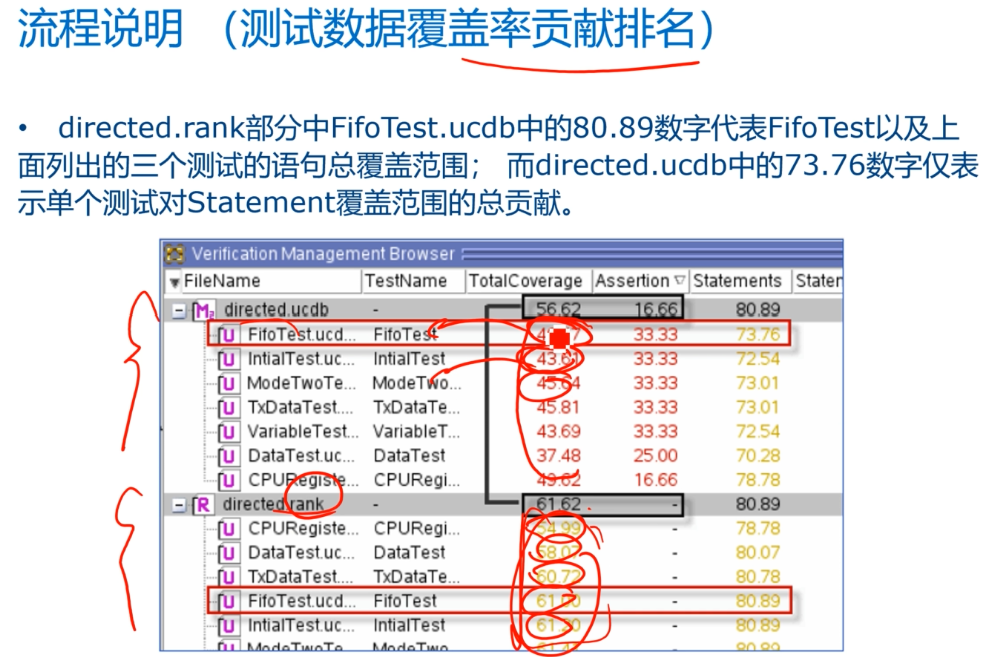 流程说明 （测试数据覆盖率贡献排名）
• directed.rank部分中FifoTest.ucdb中的80.89数字代表FifoTest以及上
面列出的三个测试的语句总覆盖范围； 而directed.ucdb中的73.76数字仅表
示单个测试对Statement覆盖范围的总贡献。
Verification Management Browser
FileName TestName TotalCoverage Assertion Statements Stater
directed.ucdb - 56.62 16.66 80.89
FifoTest.ucd... FifoTest 33.33 73.76
IntialTest.uc... IntialTest 43.61 33.33 72.54
ModeTwoTe... ModeTwo... 45.64 33.33 73.01
TxDataTest.... TxDataTe... 45.81 33.33 73.01
VariableTest... VariableT... 43.69 33.33 72.54
DataTest.uc... DataTest 37.48 25.00 70.28
CPURegiste... CPURegi... 49.62 16.66 78.78
directed.rank - 61.62 - 80.89
CPURegiste... CPURegi... 54.99 - 78.78
DataTest.uc... DataTest 58.07 - 80.07
TxDataTest.... TxDataTe... 60.72 - 80.78
FifoTest.ucd... FifoTest - 80.89
IntialTest.uc... IntialTest - 80.89
ModeTwoTe... ModeTwo... - 80.89